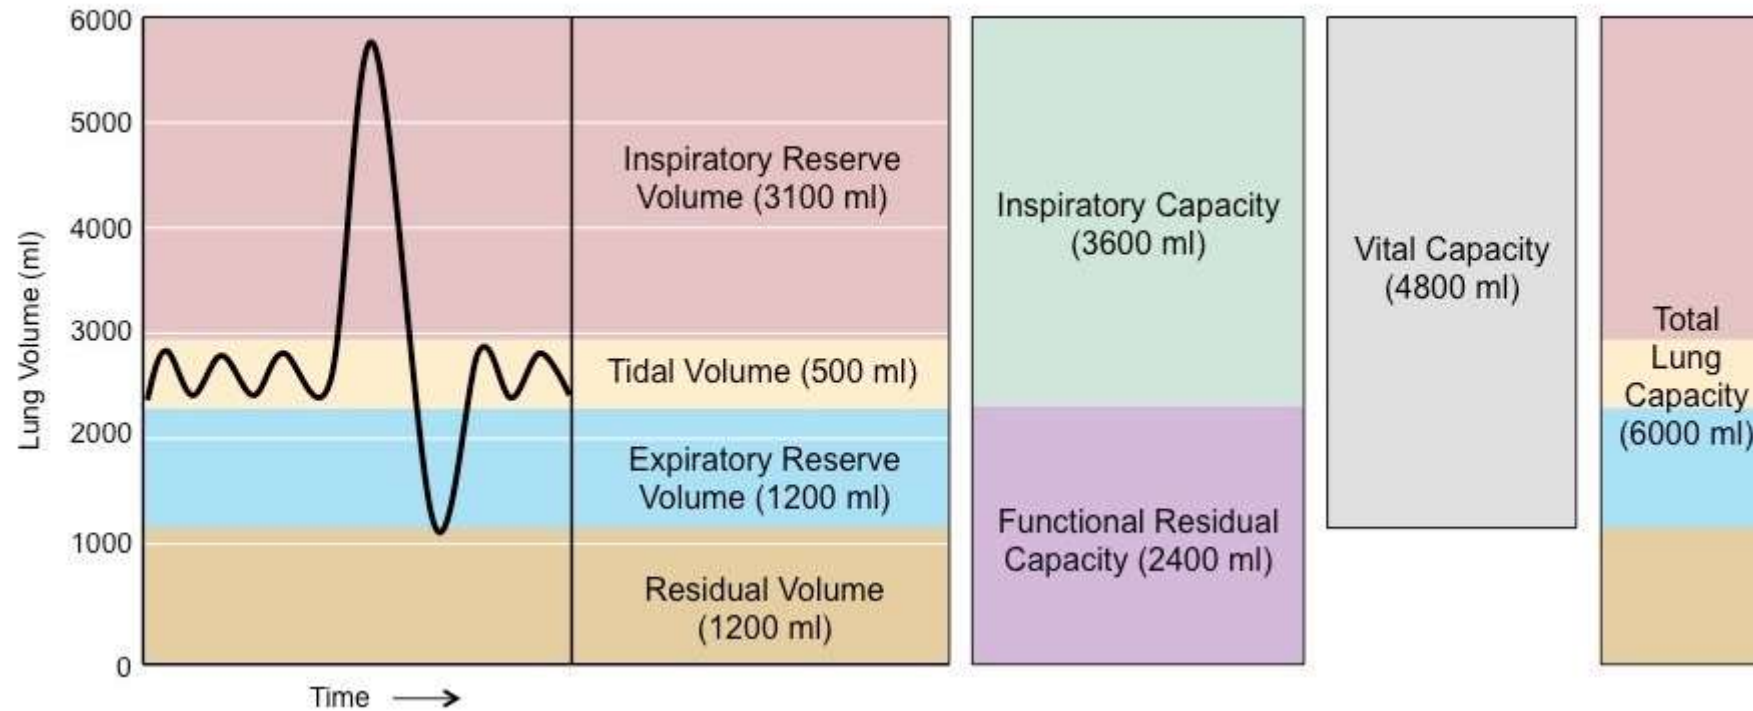 6000
5000
4000
3000
2000
1000
0
Lung Volume (ml)
Time
Inspiratory Reserve
Volume (3100 ml)
Tidal Volume (500 ml)
Expiratory Reserve
Volume (1200 ml)
Residual Volume
(1200 ml)
Inspiratory Capacity
(3600 ml)
Functional Residual
Capacity (2400 ml)
Vital Capacity
(4800 ml)
Total
Lung
Capacity
(6000 ml)